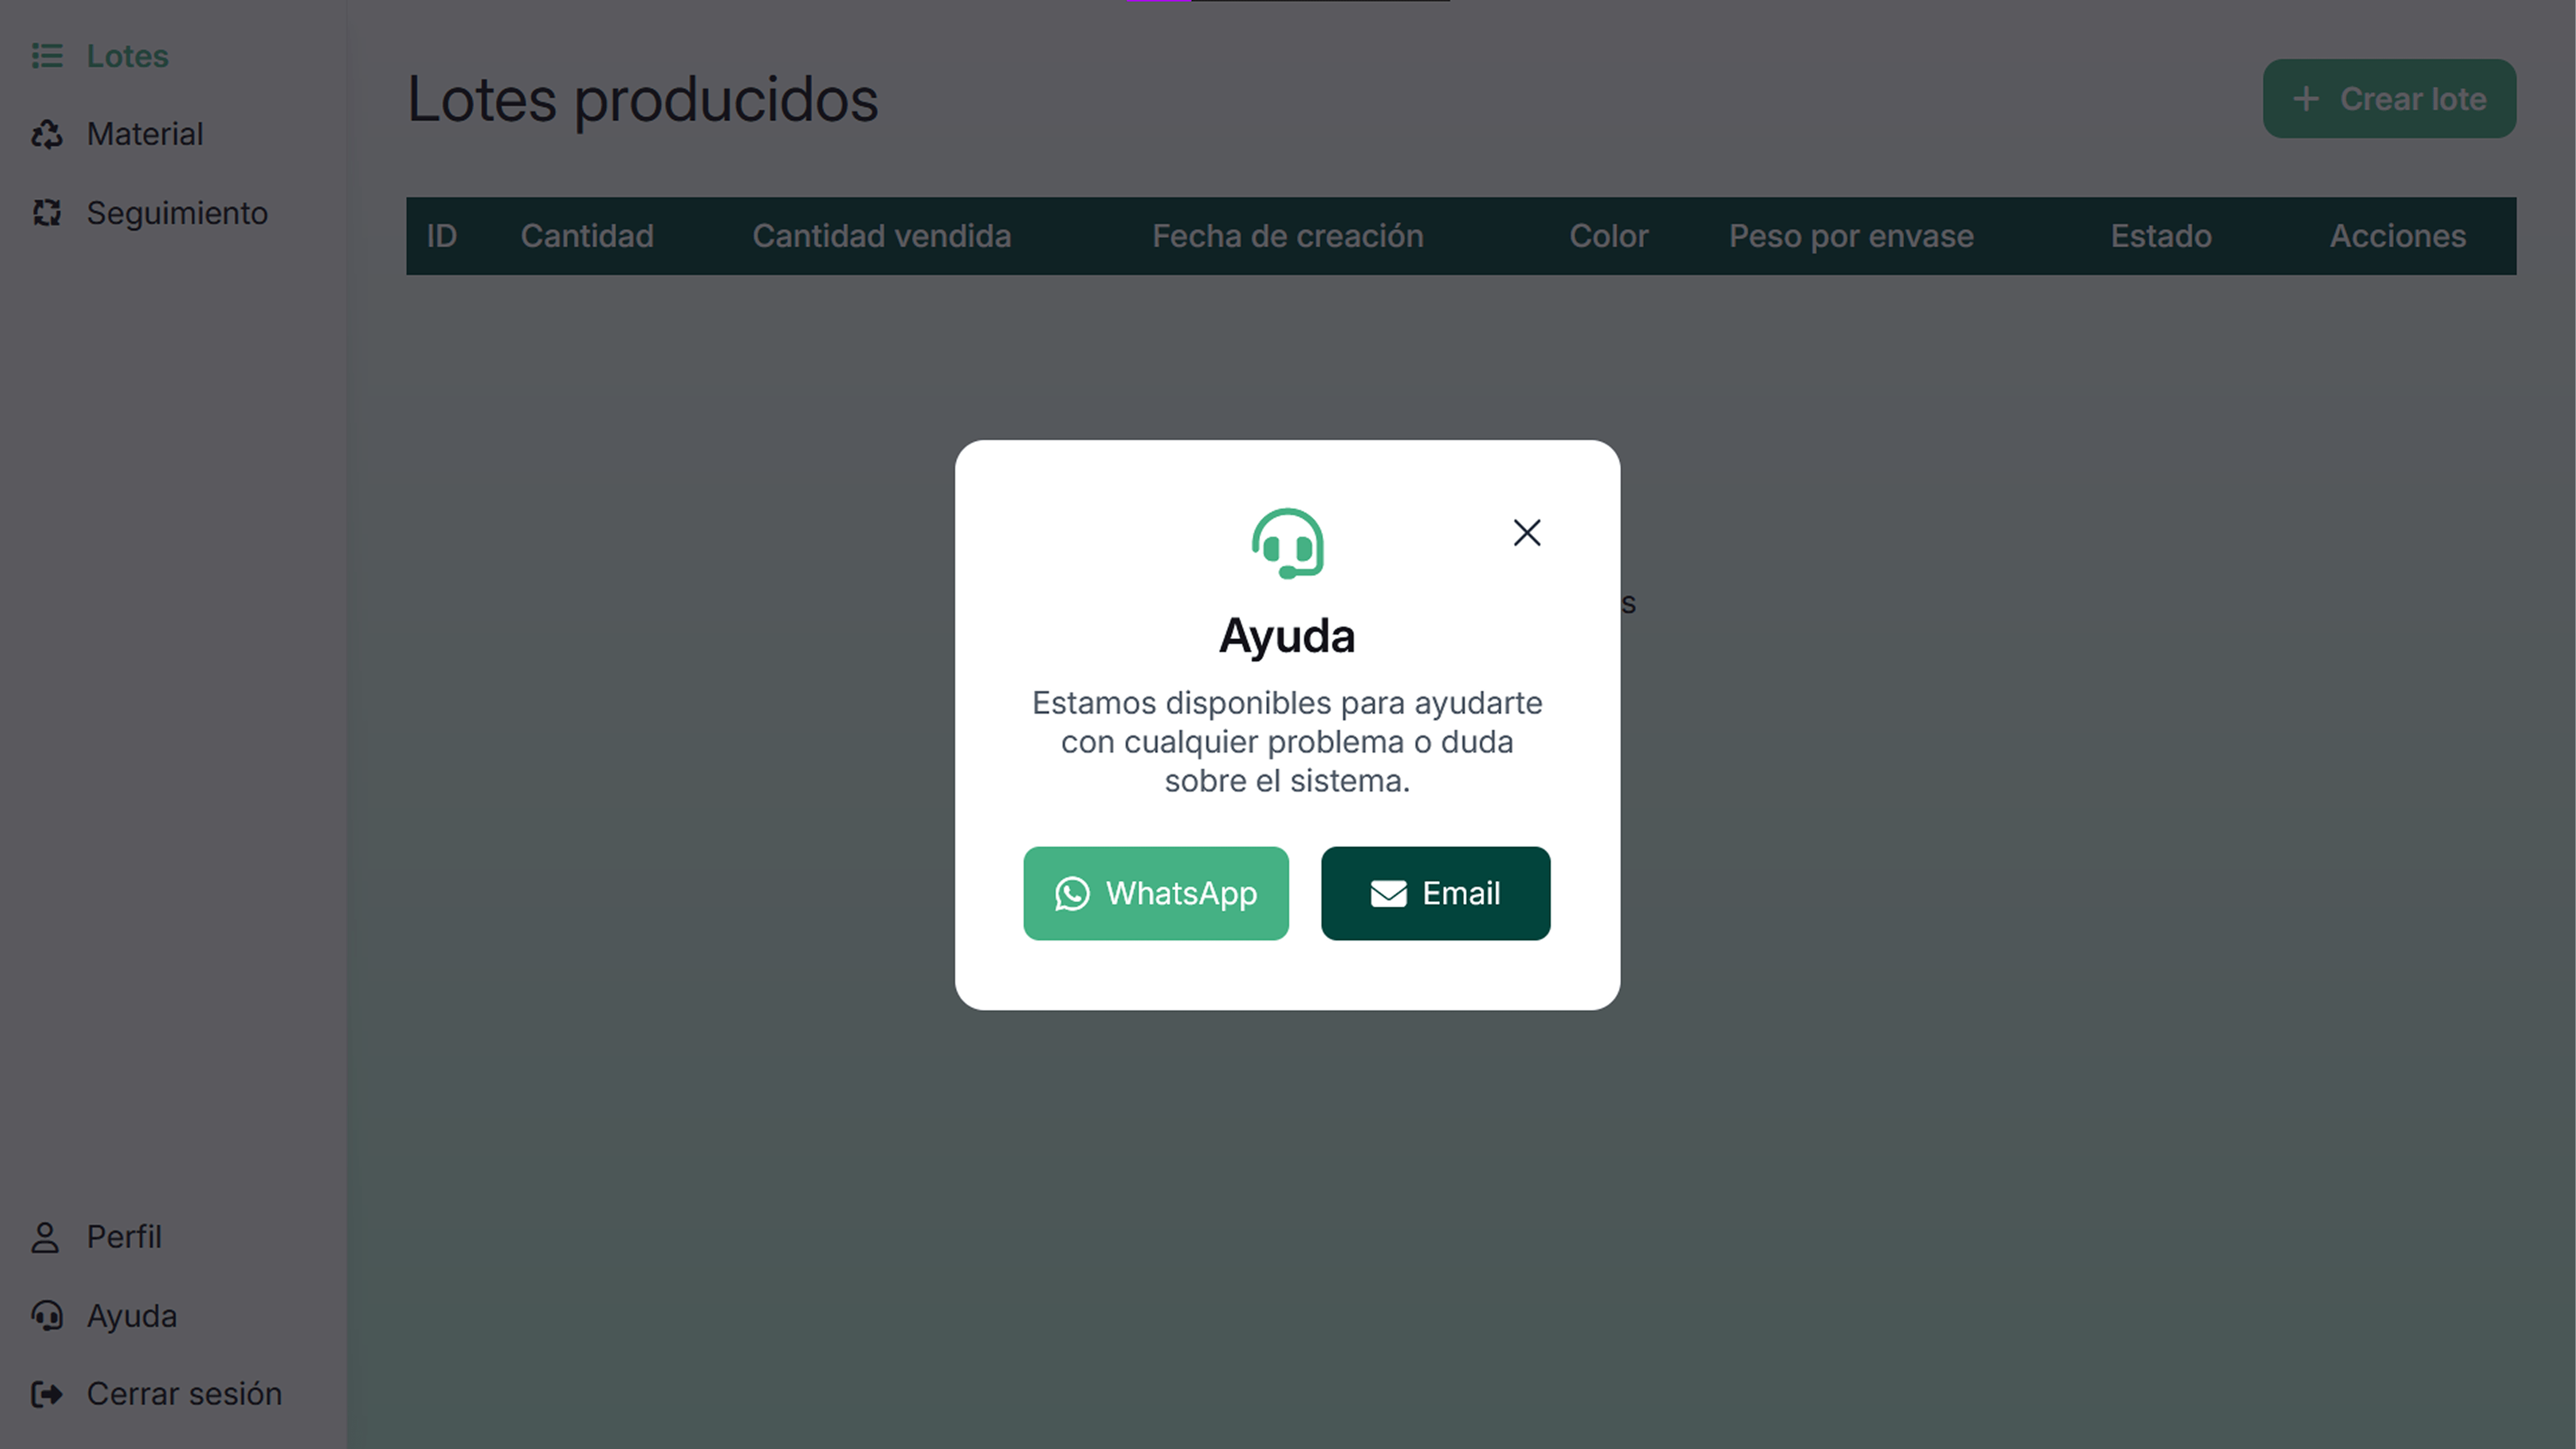 Lotes
Material
Seguimiento
Lotes producidos
Crear lote
ID Cantidad Cantidad vendida Fecha de creación Color Peso por envase Estado Acciones
Ayuda
Estamos disponibles para ayudarte
con cualquier problema o duda
sobre el sistema.
WhatsApp Email
Perfil
Ayuda
Cerrar sesión